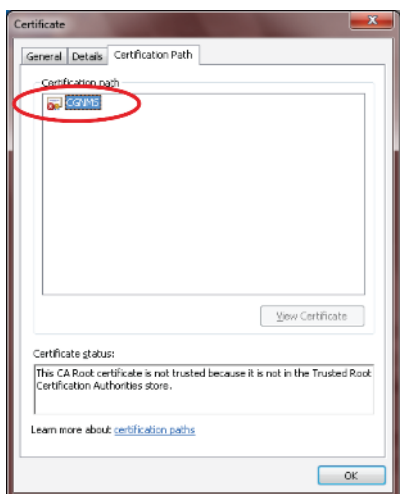 Certificate
General Details Certification Path
Certification path
CGNMS
View Certificate
Certificate status:
This CA Root certificate is not trusted because it is not in the Trusted Root
Certification Authorities store.
Learn more about certification paths
OK